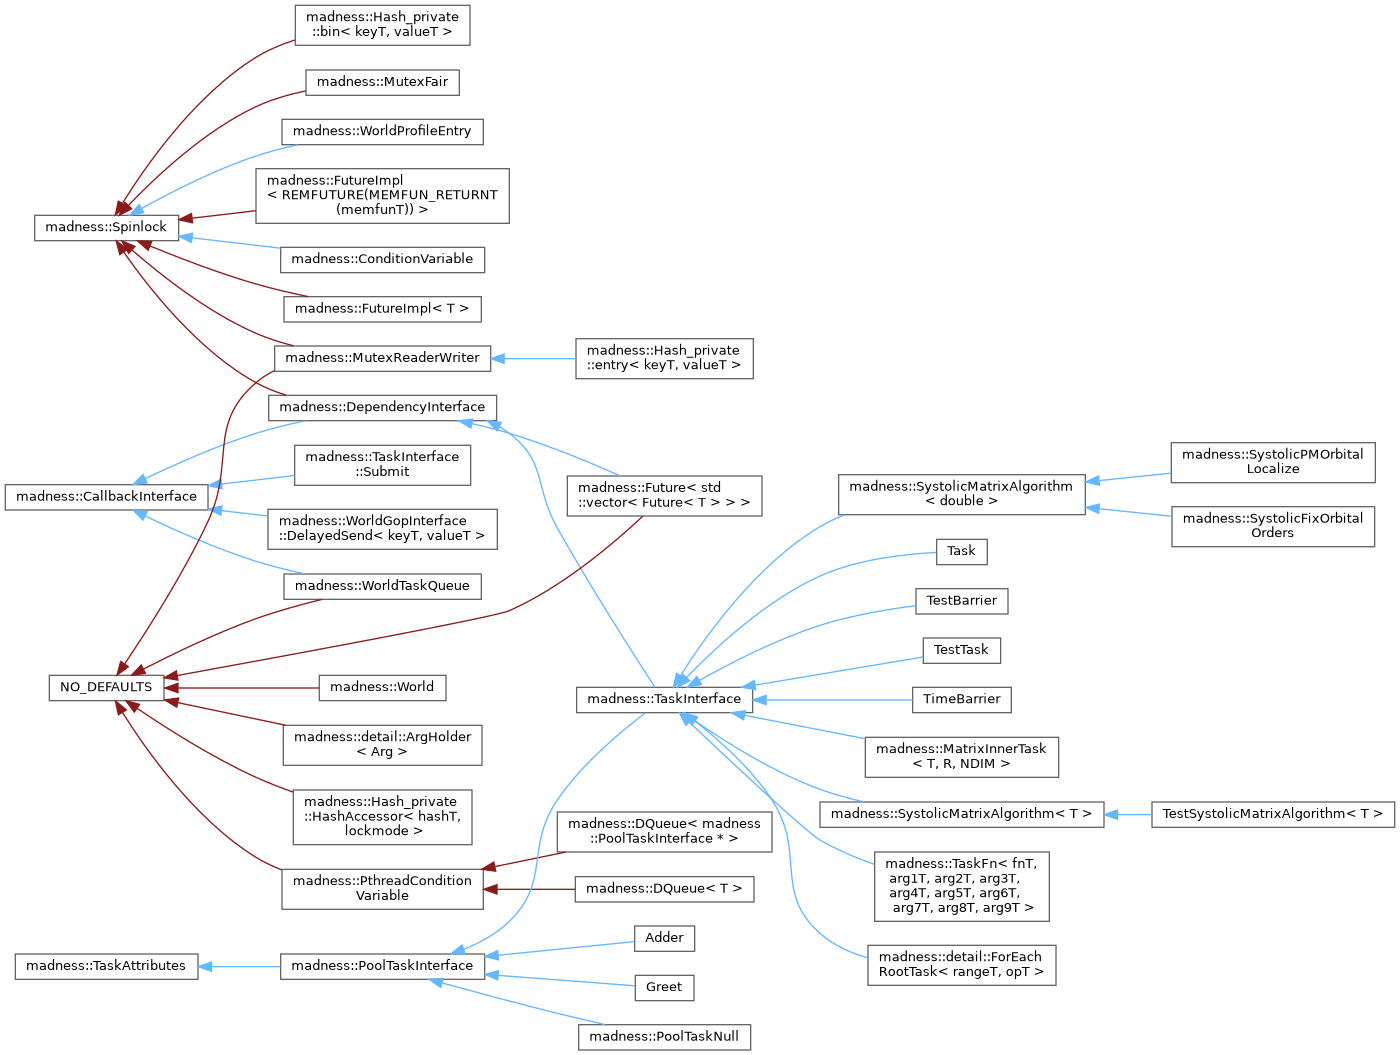 madness::Hash_private
::bin< keyT, valueT >
madness::MutexFair
madness::WorldProfileEntry
madness::FutureImpl
< REMFUTURE(MEMFUN_RETURNT
(memfunT)) >
madness::Spinlock
madness::ConditionVariable
madness::FutureImpl< T >
madness::MutexReaderWriter
madness::Hash_private
::entry< keyT, valueT >
madness::DependencyInterface
madness::TaskInterface
::Submit
madness::CallbackInterface
madness::Future< std
::vector< Future< T > > >
madness::WorldGopInterface
::DelayedSend< keyT, valueT >
madness::WorldTaskQueue
madness::SystolicMatrixAlgorithm
< double >
madness::SystolicPMOrbital
Localize
madness::SystolicFixOrbital
Orders
Task
TestBarrier
TestTask
NO_DEFAULTS
madness::World
madness::TaskInterface
TimeBarrier
madness::detail::ArgHolder
< Arg >
madness::MatrixInnerTask
< T, R, NDIM >
madness::Hash_private
::HashAccessor< hashT,
lockmode >
madness::DQueue< madness
::PoolTaskInterface * >
madness::SystolicMatrixAlgorithm< T >
TestSystolicMatrixAlgorithm< T >
madness::PthreadCondition
Variable
madness::DQueue< T >
madness::TaskFn< fnT,
arg1T, arg2T, arg3T,
arg4T, arg5T, arg6T,
arg7T, arg8T, arg9T >
Adder
madness::TaskAttributes
madness::PoolTaskInterface
madness::detail::ForEach
RootTask< rangeT, opT >
Greet
madness::PoolTaskNull